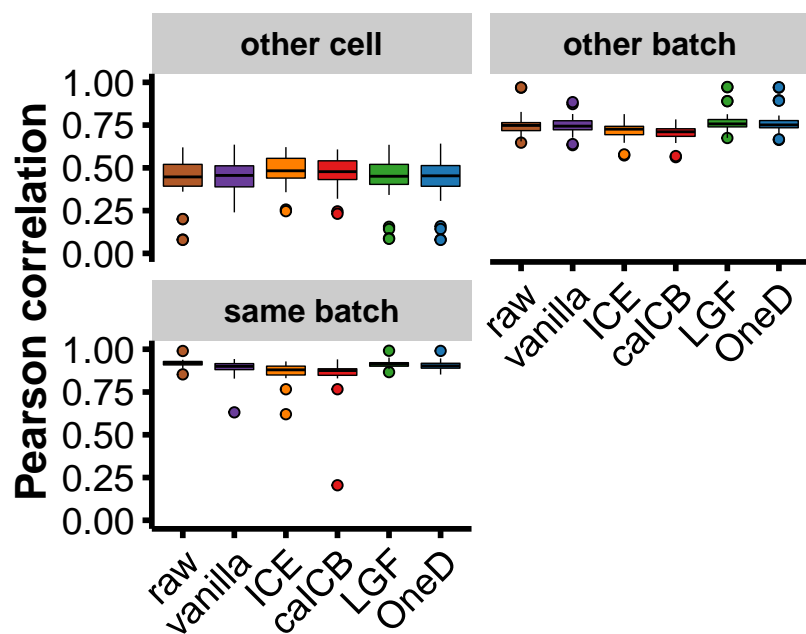 other cell
other batch
1.00
0.75
0.50
0.25
0.00
raw
vanilla
ICE
calCB
LGF
OneD
same batch
1.00
0.75
0.50
0.25
0.00
raw
vanilla
ICE
calCB
LGF
OneD
Pearson correlation